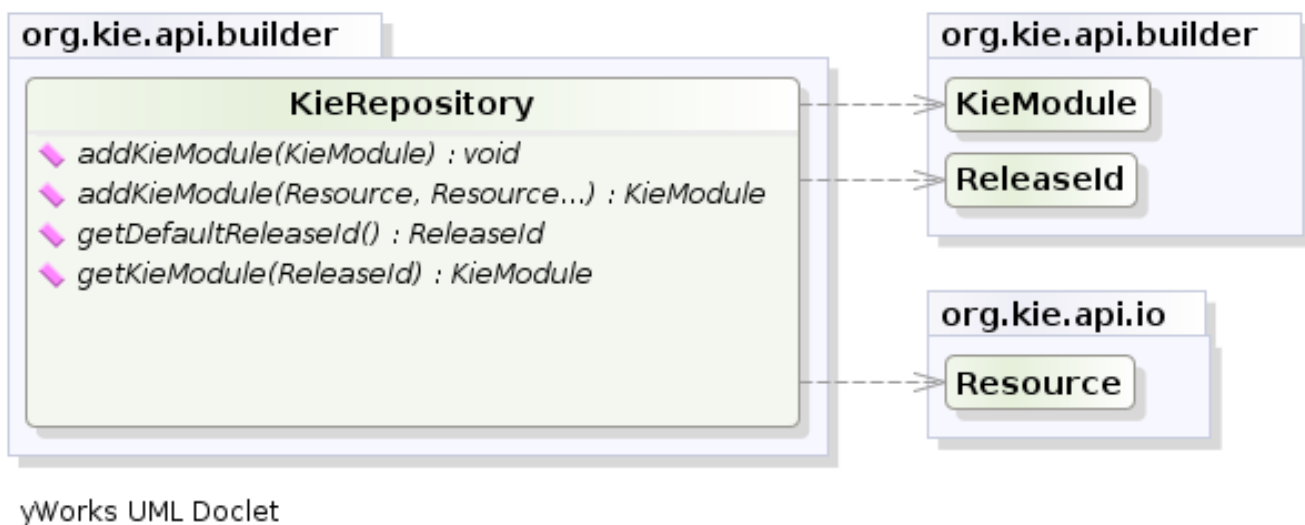 org.kie.api.builder
KieRepository
addKieModule(KieModule) : void
addKieModule(Resource, Resource...) : KieModule
getDefaultReleaseId() : ReleaseId
getKieModule(ReleaseId) : KieModule
org.kie.api.builder
KieModule
ReleaseId
org.kie.api.io
Resource
yWorks UML Doclet